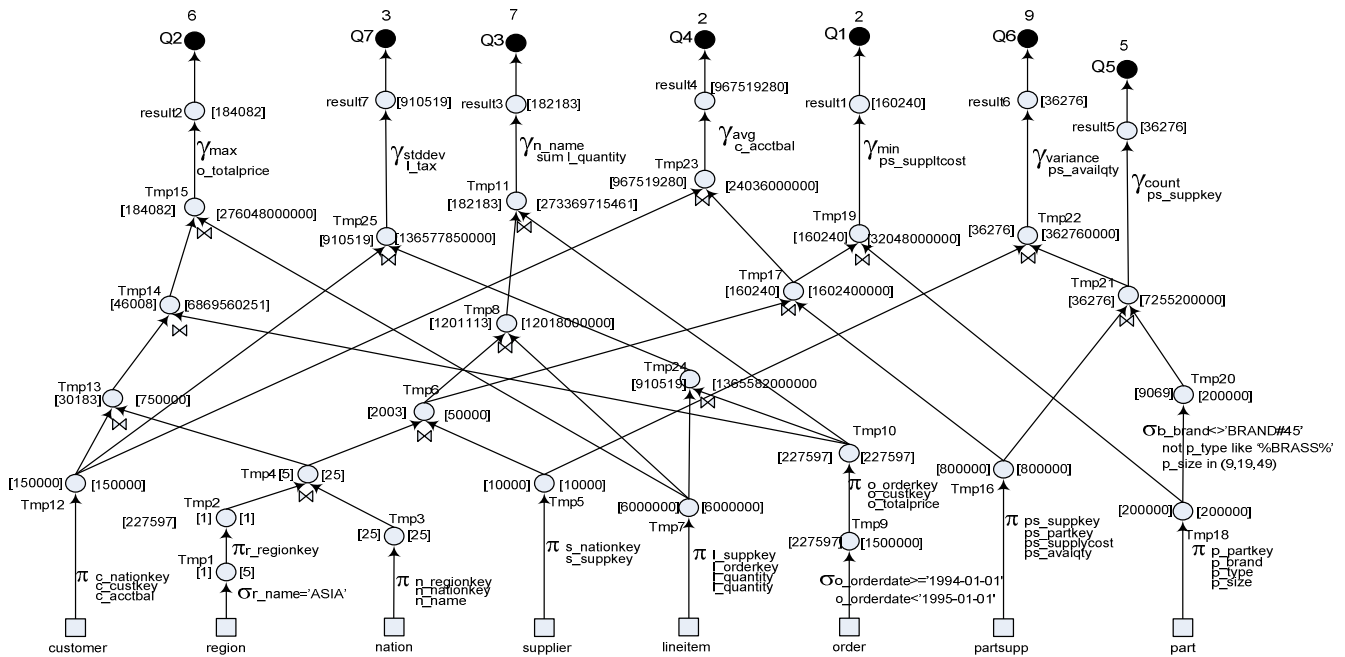 6
3
7
2
2
9
5
Q2
Q7
Q3
Q4
Q1
Q6
Q5
result2
[184082]
result7
[910519]
result3
[182183]
result4
[967519280]
result1
[160240]
result6
[36276]
result5
[36276]
γmax
o_totalprice
γstddev
l_tax
γn_name
sum l_quantity
γavg
c_acctbal
γmin
ps_suppltcost
γvariance
ps_availqty
γcount
ps_suppkey
Tmp15
[184082]
[276048000000]
Tmp25
[910519]
[136577850000]
Tmp11
[182183]
[273369715461]
Tmp23
[967519280]
[24036000000]
Tmp19
[160240]
[32048000000]
Tmp22
[36276]
[362760000]
Tmp14
[46008]
[6869560251]
Tmp8
[1201113]
[12018000000]
Tmp17
[160240]
[1602400000]
Tmp21
[36276]
[7255200000]
Tmp13
[30183]
[750000]
Tmp6
[2003]
[50000]
Tmp24
[910519]
[1365582000000
Tmp20
[9069]
[200000]
σb_brand<>'BRAND#45'
not p_type like '%BRASS%'
p_size in (9,19,49)
[150000]
[150000]
Tmp12
Tmp4
[5]
[25]
[10000]
[10000]
Tmp5
[6000000]
[6000000]
Tmp7
Tmp10
[227597]
[227597]
[800000]
[800000]
Tmp16
[200000]
[200000]
Tmp18
Tmp2
[227597]
[1]
[1]
Tmp3
[25]
[25]
π o_orderkey
o_custkey
o_totalprice
Tmp9
[227597]
[1500000]
πr_regionkey
Tmp1
[1]
[5]
σr_name='ASIA'
π c_nationkey
c_custkey
c_acctbal
π n_regionkey
n_nationkey
n_name
π s_nationkey
s_suppkey
π l_suppkey
l_orderkey
l_quantity
l_quantity
σo_orderdate>='1994-01-01'
o_orderdate<'1995-01-01'
π ps_suppkey
ps_partkey
ps_supplycost
ps_avalqty
π p_partkey
p_brand
p_type
p_size
customer
region
nation
supplier
lineitem
order
partsupp
part